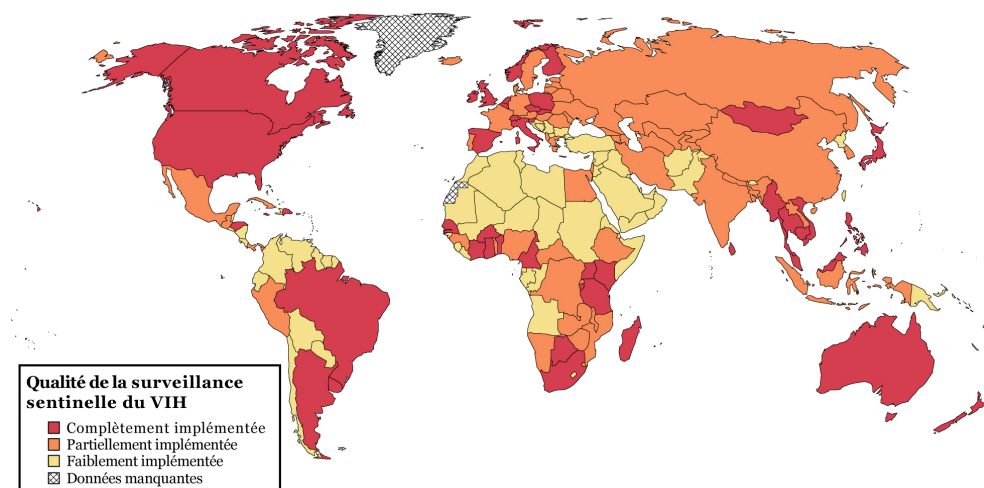 Qualité de la surveillance
sentinelle du VIH
Complètement implémentée
Partiellement implémentée
Faiblement implémentée
Données manquantes